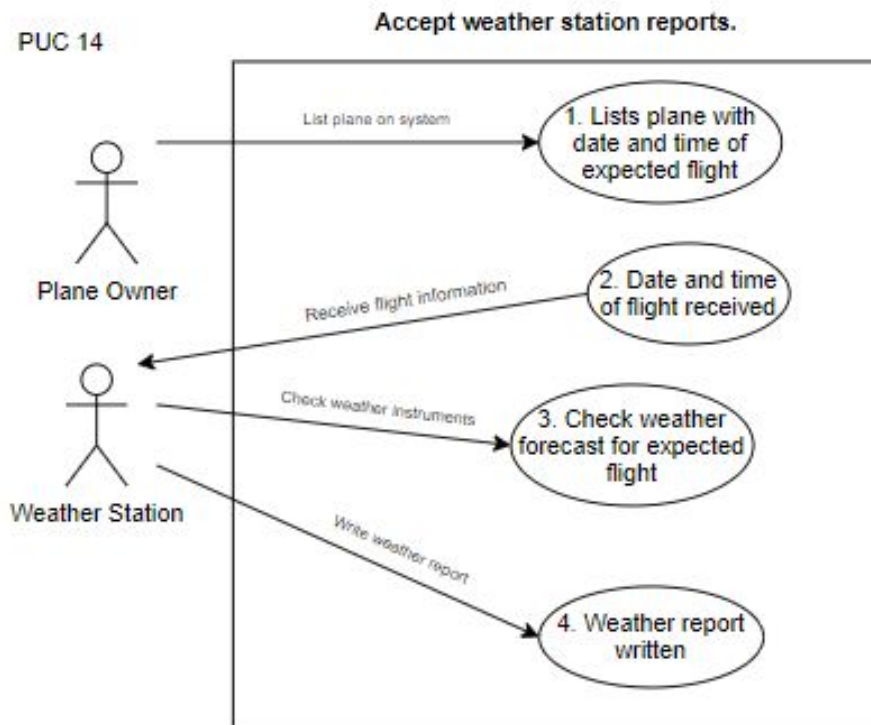 Accept weather station reports.
PUC 14
List plane on system
1. Lists plane with
date and time of
expected flight
Plane Owner
Receive flight information
2. Date and time
of flight received
Check weather instruments
3. Check weather
forecast for expected
flight
Weather Station
Write weather report
4. Weather report
written